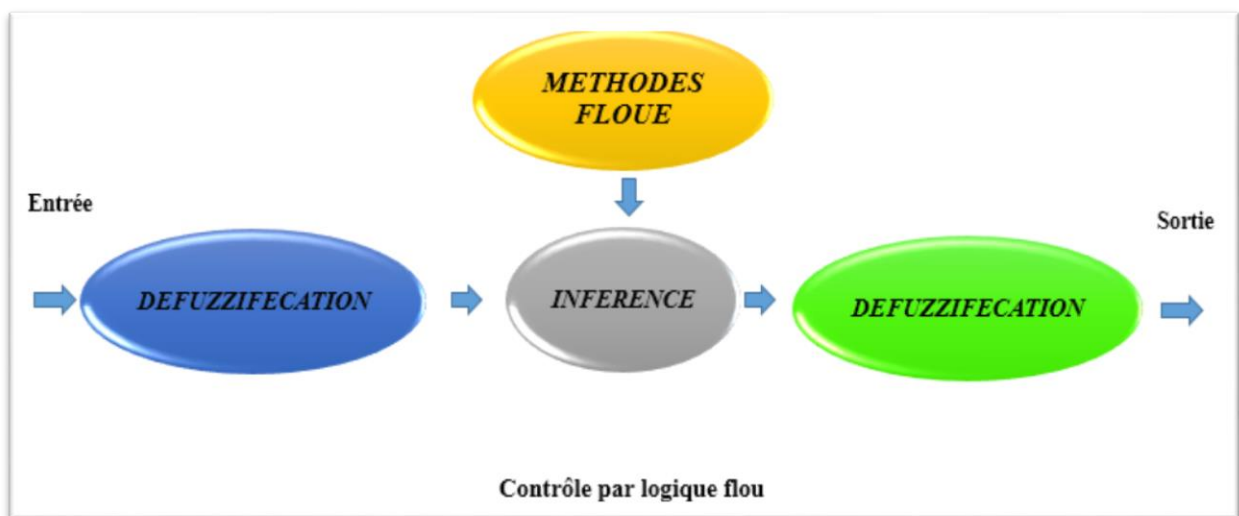 METHODES
FLOUE
Entrée
Sortie
DEFUZZIFECATION
INFERENCE
DEFUZZIFECATION
Contrôle par logique flou